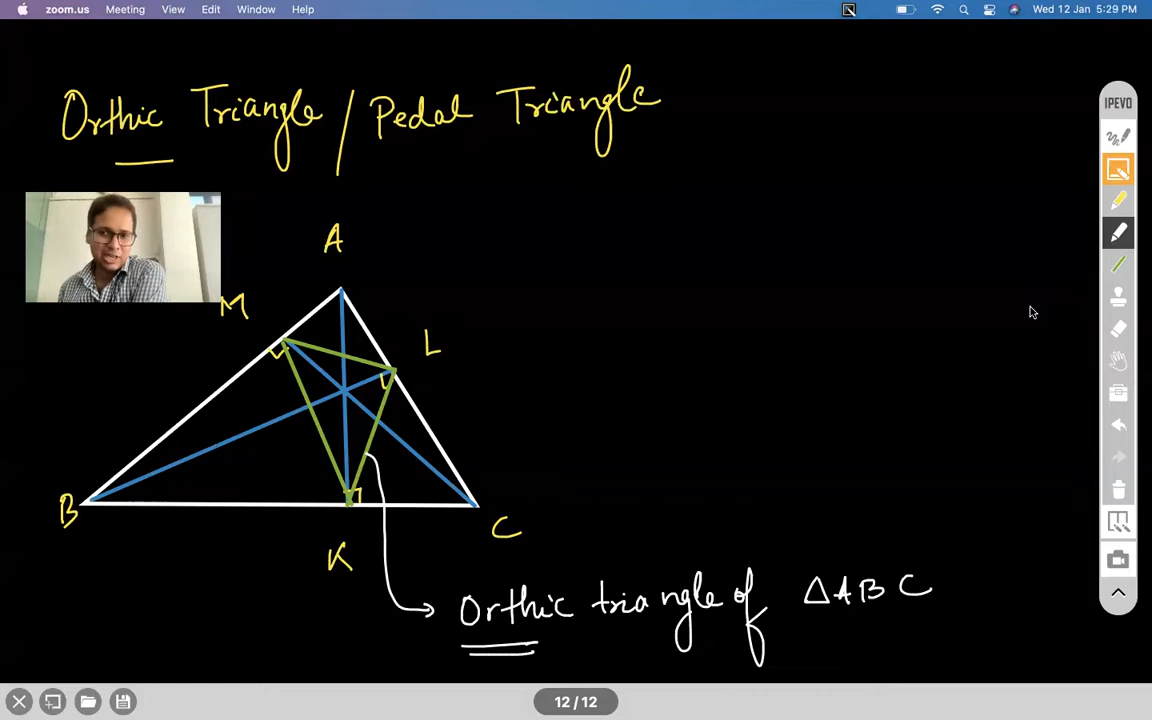 zoom.us Meeting View Edit Window Help Wed 12 Jan 5:29 PM
Orthic Triangle / Pedal Triangle
IPEVO
A
M
L
B
C
K
Orthic triangle of △ABC
12 / 12